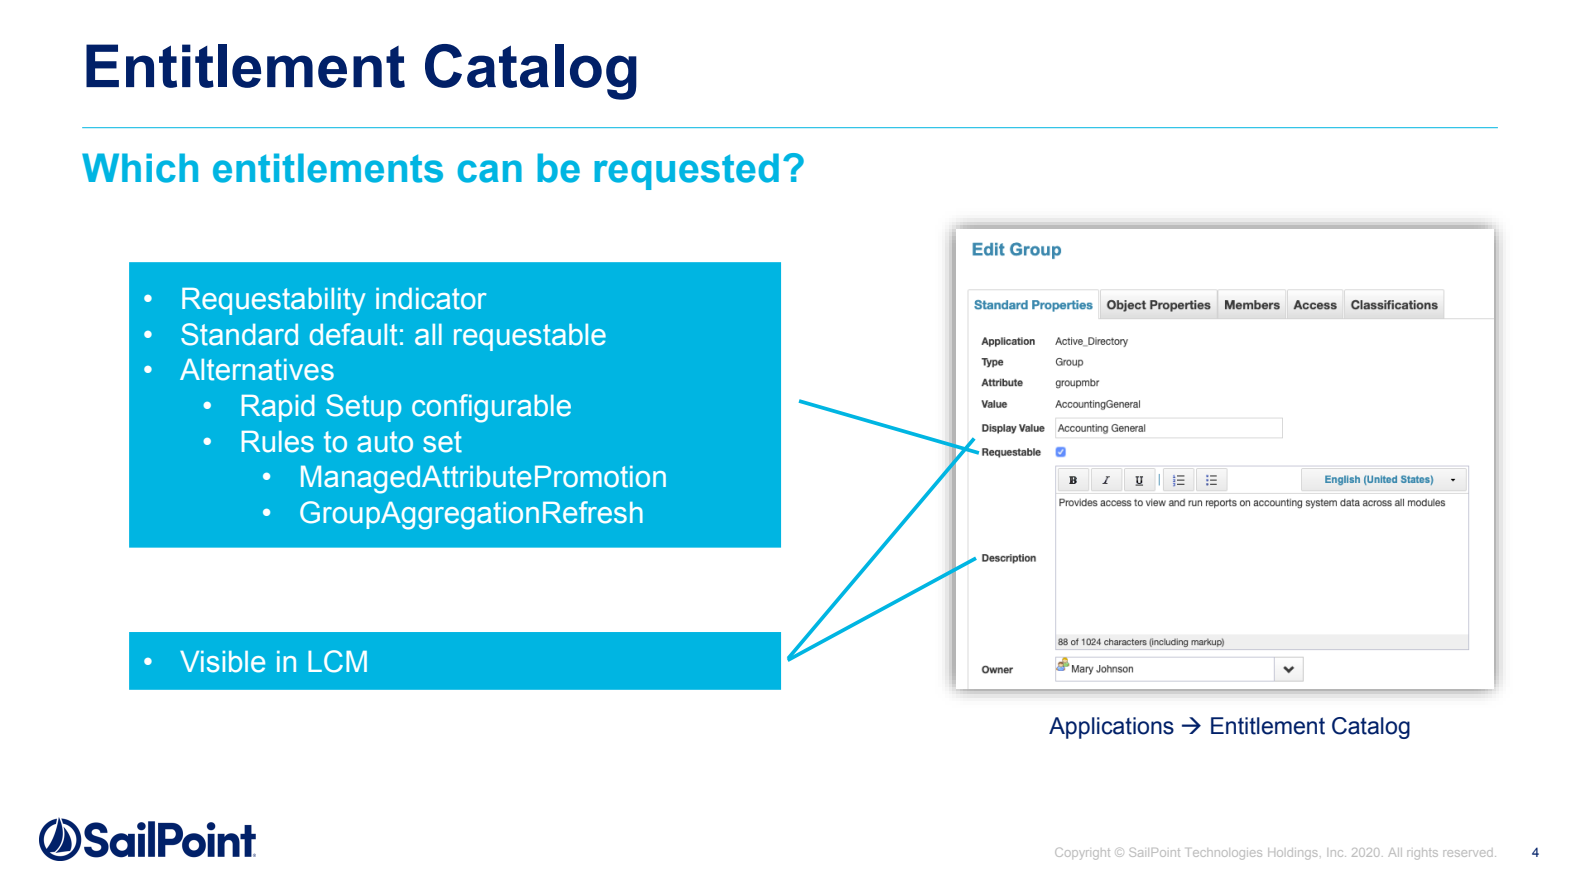 Entitlement Catalog
Which entitlements can be requested?
• Requestability indicator
• Standard default: all requestable
• Alternatives
• Rapid Setup configurable
• Rules to auto set
• ManagedAttributePromotion
• GroupAggregationRefresh
• Visible in LCM
Edit Group
Standard Properties Object Properties Members Access Classifications
Application Active_Directory
Type Group
Attribute groupmbr
Value AccountingGeneral
Display Value Accounting General
Requestable
B I U English (United States)
Provides access to view and run reports on accounting system data across all modules
Description
88 of 1024 characters (including markup)
Owner Mary Johnson
Applications → Entitlement Catalog
SailPoint
Copyright © SailPoint Technologies Holdings, Inc. 2020. All rights reserved. 4